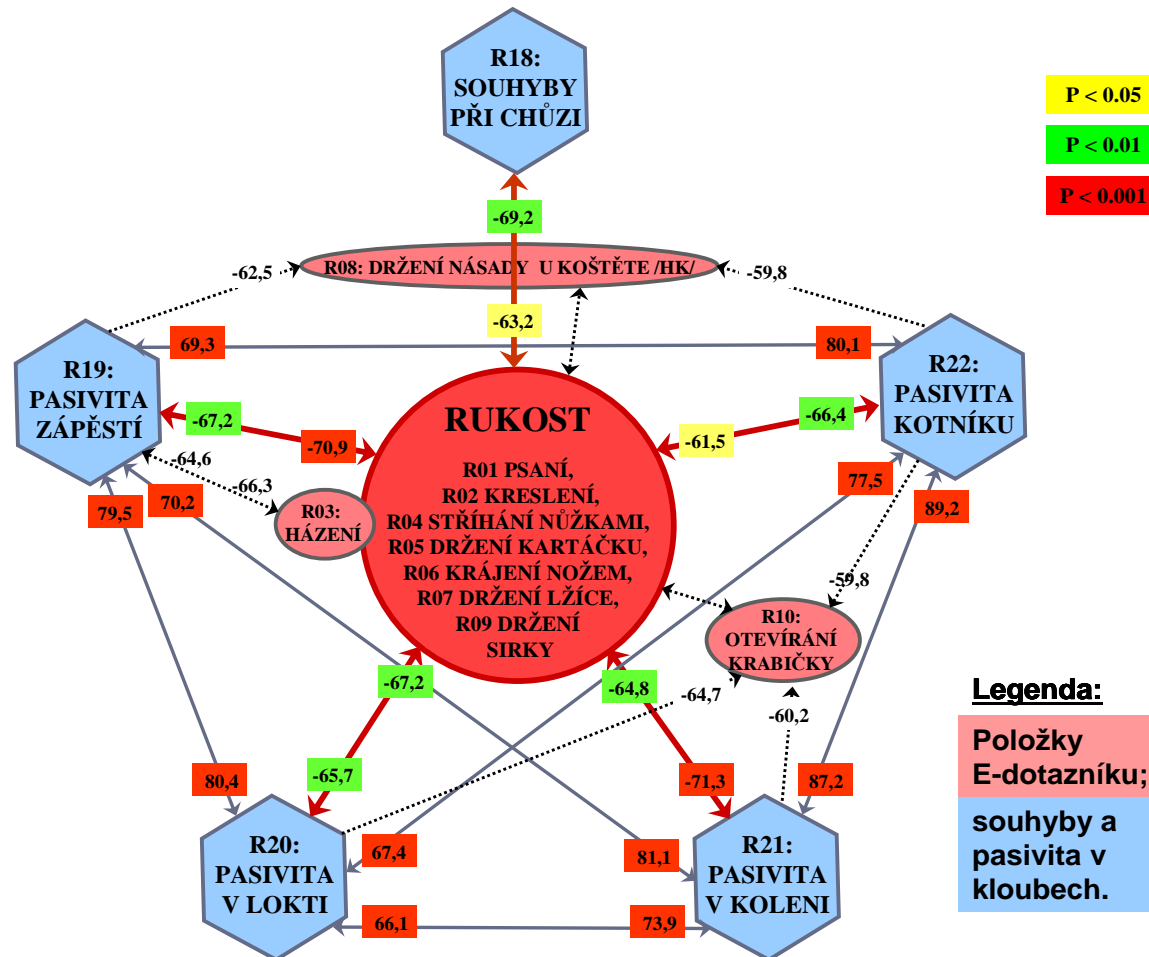 R18:
SOUHYBY
PŘI CHŮZI
P < 0.05
P < 0.01
P < 0.001
-69,2
R08: DRŽENÍ NÁSADY U KOŠTĚTE /HK/
-62,5
-59,8
-63,2
69,3
80,1
R19:
PASIVITA
ZÁPĚSTÍ
R22:
PASIVITA
KOTNÍKU
-67,2
-70,9
-61,5
-66,4
RUKOST
R01 PSANÍ,
R02 KRESLENÍ,
R04 STŘÍHÁNÍ NŮŽKAMI,
R05 DRŽENÍ KARTÁČKU,
R06 KRÁJENÍ NOŽEM,
R07 DRŽENÍ LŽÍCE,
R09 DRŽENÍ
SIRKY
-64,6
-66,3
R03:
HÁZENÍ
79,5
70,2
77,5
89,2
-59,8
R10:
OTEVÍRÁNÍ
KRABIČKY
-67,2
-64,8
-64,7
-60,2
-65,7
-71,3
80,4
87,2
67,4
81,1
R20:
PASIVITA
V LOKTI
R21:
PASIVITA
V KOLENI
66,1
73,9
Legenda:
Položky
E-dotazníku;
souhyby a
pasivita v
kloubech.